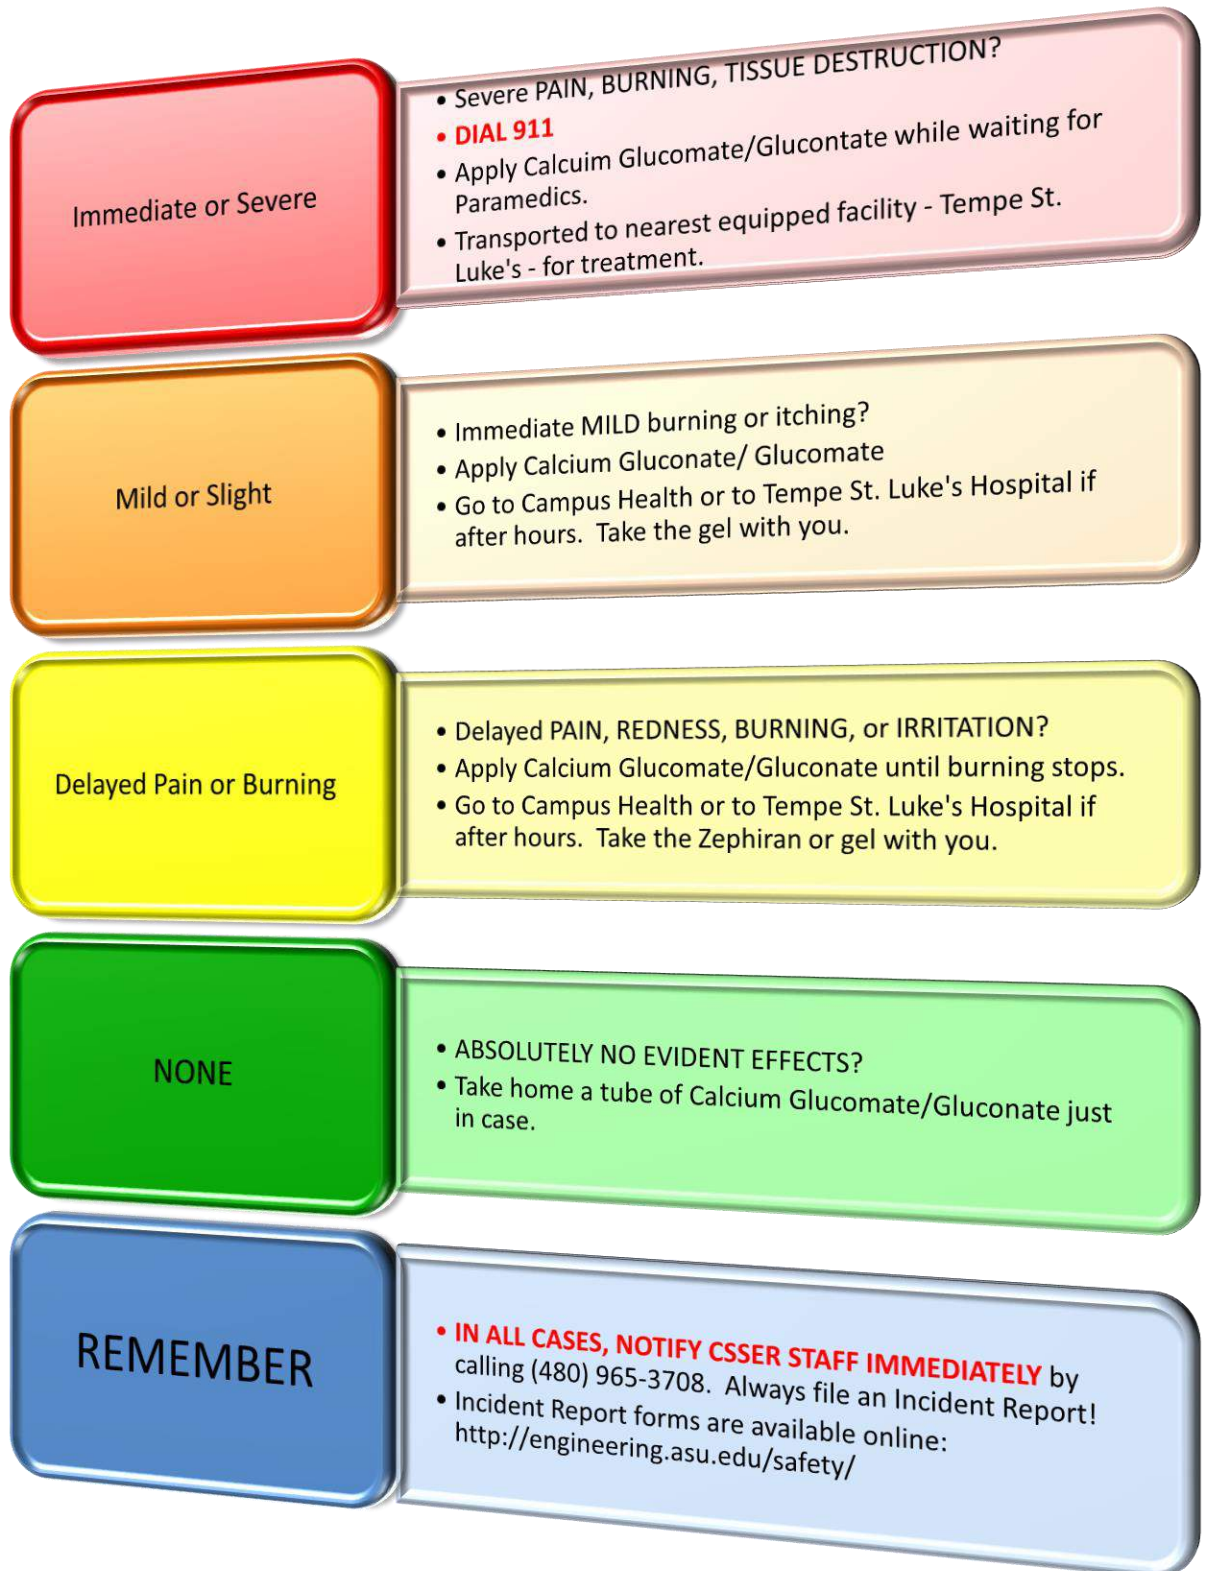 Immediate or Severe
• Severe PAIN, BURNING, TISSUE DESTRUCTION?
• DIAL 911
• Apply Calcuim Glucomate/Glucontate while waiting for
Paramedics.
• Transported to nearest equipped facility - Tempe St.
Luke's - for treatment.
Mild or Slight
• Immediate MILD burning or itching?
• Apply Calcium Gluconate/ Glucomate
• Go to Campus Health or to Tempe St. Luke's Hospital if
after hours.  Take the gel with you.
Delayed Pain or Burning
• Delayed PAIN, REDNESS, BURNING, or IRRITATION?
• Apply Calcium Glucomate/Gluconate until burning stops.
• Go to Campus Health or to Tempe St. Luke's Hospital if
after hours.  Take the Zephiran or gel with you.
NONE
• ABSOLUTELY NO EVIDENT EFFECTS?
• Take home a tube of Calcium Glucomate/Gluconate just
in case.
REMEMBER
• IN ALL CASES, NOTIFY CSSER STAFF IMMEDIATELY by
calling (480) 965-3708.  Always file an Incident Report!
• Incident Report forms are available online:
http://engineering.asu.edu/safety/